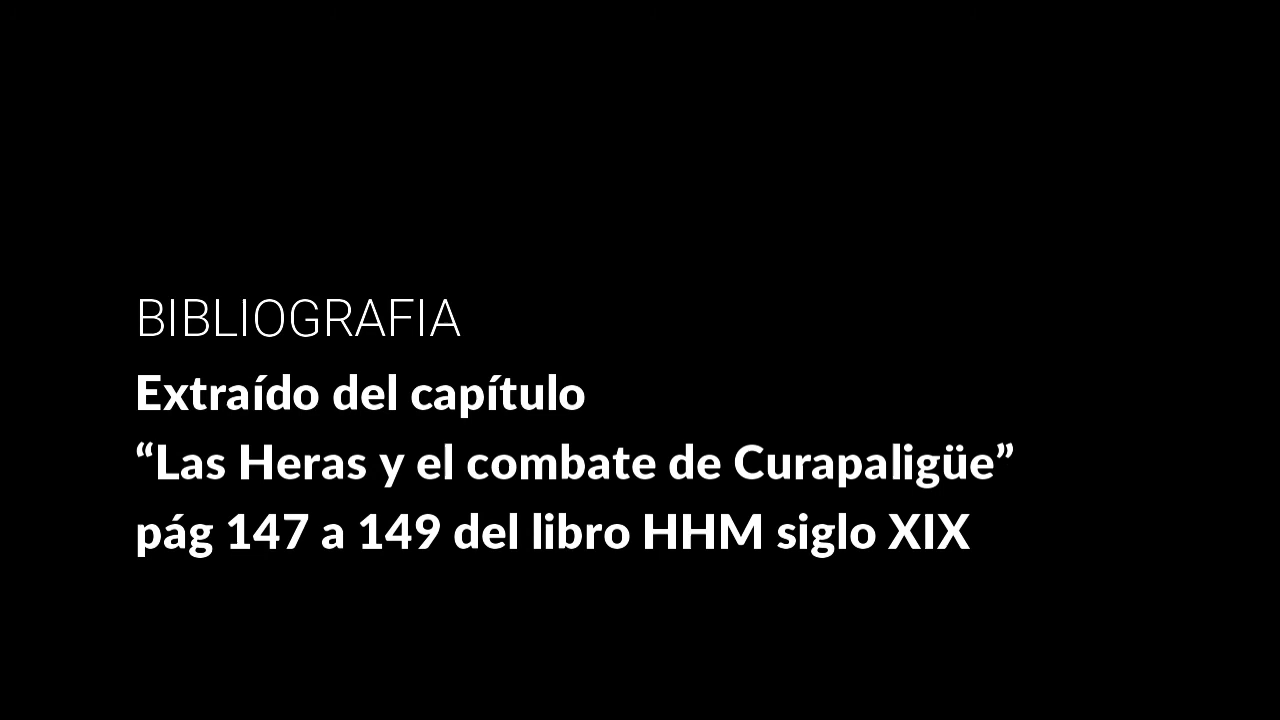 BIBLIOGRAFIA
Extraído del capítulo
“Las Heras y el combate de Curapaligüe”
pág 147 a 149 del libro HHM siglo XIX